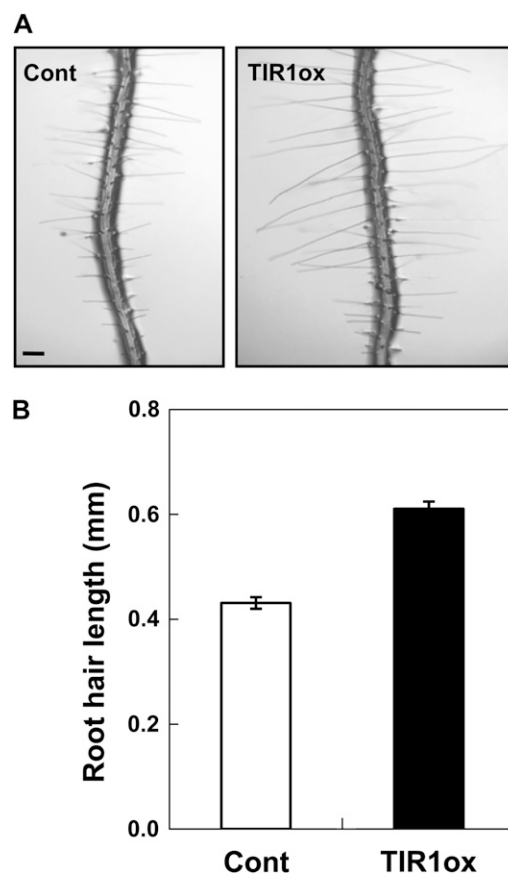 A
Cont
TIR1ox
B
Root hair length (mm)
0.8
0.6
0.4
0.2
0.0
Cont
TIR1ox